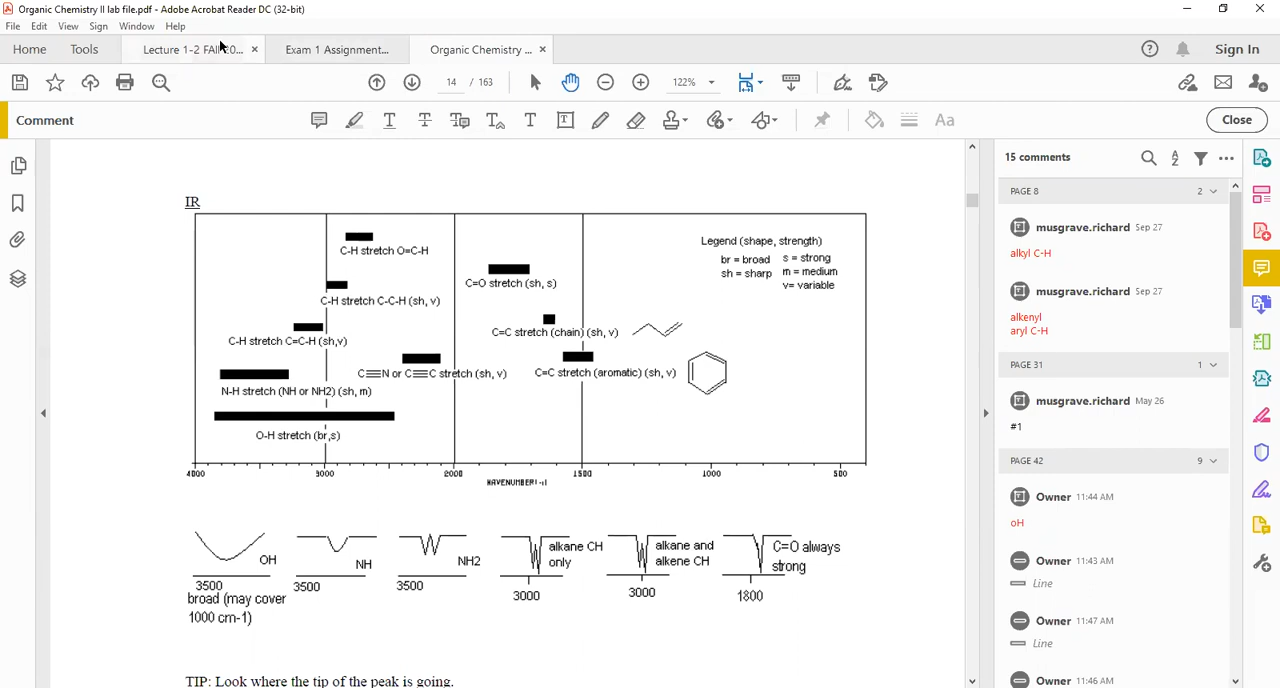 Organic Chemistry II lab file.pdf - Adobe Acrobat Reader DC (32-bit)
File Edit View Sign Window Help
Home Tools Lecture 1-2 FAll 20... Exam 1 Assignment... Organic Chemistry ... Sign In
14 / 163 122%
Comment Aa Close
15 comments
PAGE 8 2
musgrave.richard Sep 27
alkyl C-H
musgrave.richard Sep 27
alkenyl
aryl C-H
PAGE 31 1
musgrave.richard May 26
#1
PAGE 42 9
Owner 11:44 AM
oH
Owner 11:43 AM
Line
Owner 11:47 AM
Line
Owner 11:46 AM
IR
Legend (shape, strength)
br = broad s = strong
sh = sharp m = medium
v= variable
C-H stretch O=C-H
C=O stretch (sh, s)
C-H stretch C-C-H (sh, v)
C=C stretch (chain) (sh, v)
C-H stretch C=C-H (sh,v)
C≡N or C≡C stretch (sh, v)
C=C stretch (aromatic) (sh, v)
N-H stretch (NH or NH2) (sh, m)
O-H stretch (br,s)
4000 3000 2000 1500 1000 500
OH NH NH2 alkane CH
only
alkane and
alkene CH
C=O always
strong
3500 3500 3500 3000 3000 1800
broad (may cover
1000 cm-1)
TIP: Look where the tip of the peak is going.